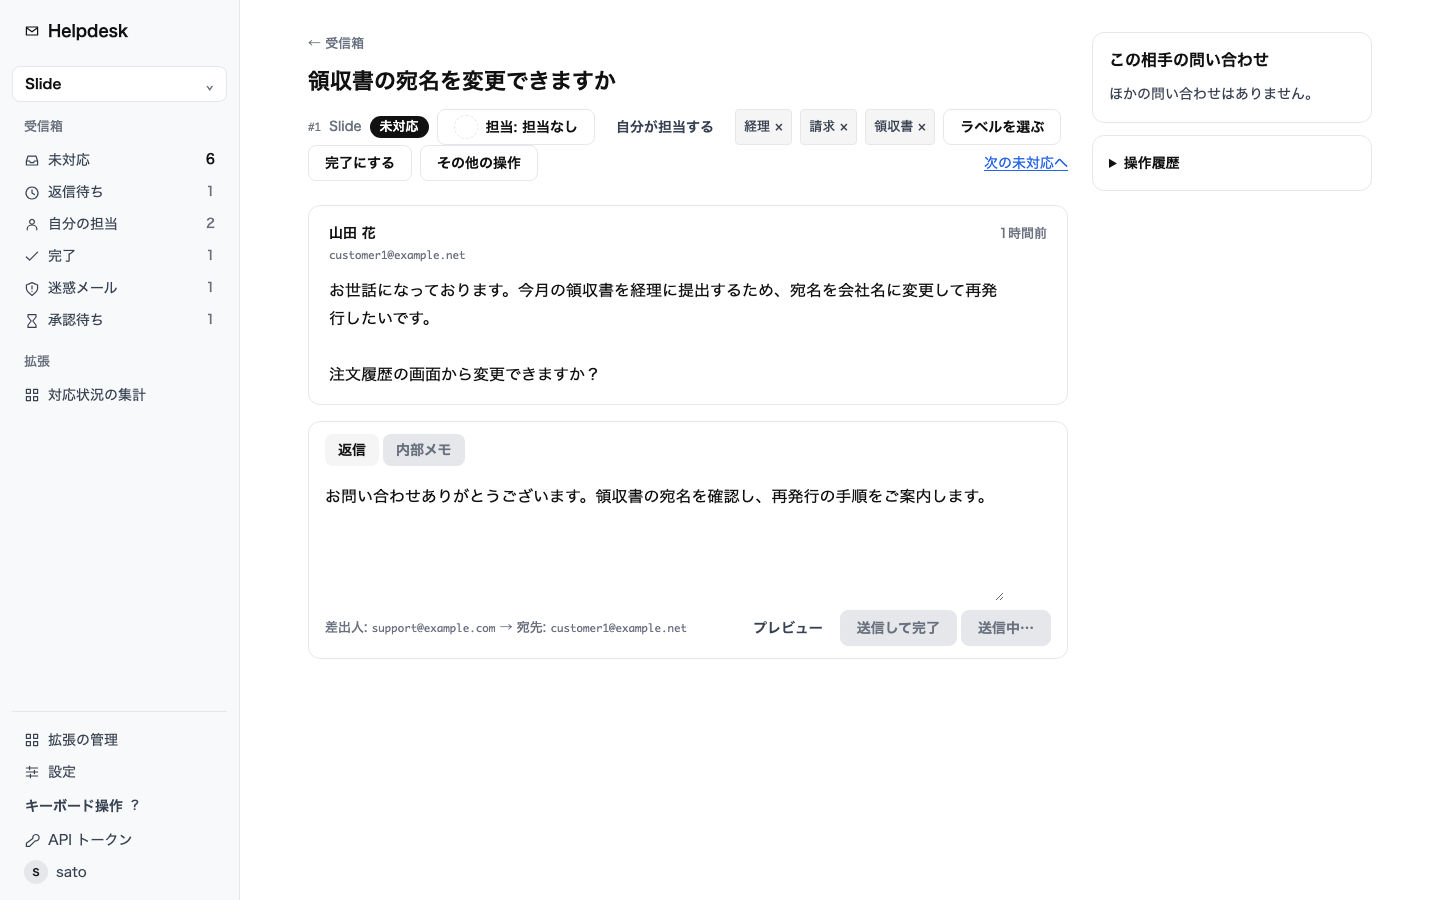 Helpdesk
Slide
受信箱
未対応 6
返信待ち 1
自分の担当 2
完了 1
迷惑メール 1
承認待ち 1
拡張
対応状況の集計
拡張の管理
設定
キーボード操作 ?
API トークン
S sato
← 受信箱
領収書の宛名を変更できますか
#1 Slide 未対応 担当: 担当なし 自分が担当する 経理 × 請求 × 領収書 × ラベルを選ぶ
完了にする その他の操作 次の未対応へ
山田 花 1時間前
customer1@example.net
お世話になっております。今月の領収書を経理に提出するため、宛名を会社名に変更して再発
行したいです。
注文履歴の画面から変更できますか？
返信 内部メモ
お問い合わせありがとうございます。領収書の宛名を確認し、再発行の手順をご案内します。
差出人: support@example.com → 宛先: customer1@example.net プレビュー 送信して完了 送信中…
この相手の問い合わせ
ほかの問い合わせはありません。
▶ 操作履歴